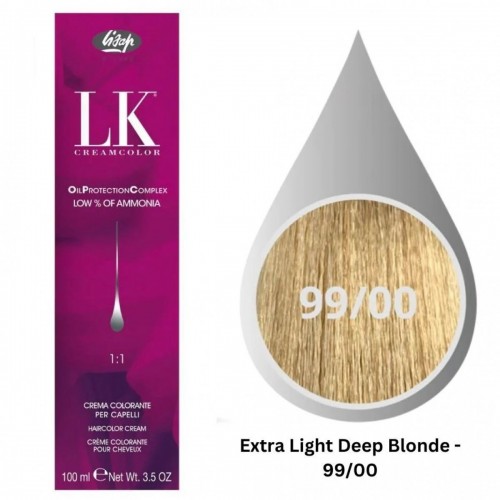 Lisap
LK
CREAMCOLOR
OILPROTECTIONCOMPLEX
LOW % OF AMMONIA
1:1
CREMA COLORANTE
PER CAPELLI
HAIRCOLOR CREAM
CRÈME COLORANTE
POUR CHEVEUX
100 ml ℮ Net Wt. 3.5 OZ
99/00
Extra Light Deep Blonde -
99/00